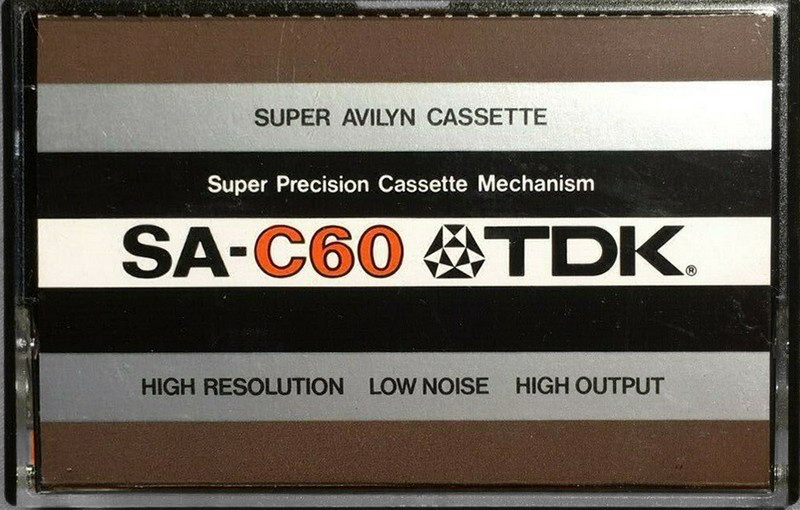 SUPER AVILYN CASSETTE
Super Precision Cassette Mechanism
SA-C60 TDK®
HIGH RESOLUTION LOW NOISE HIGH OUTPUT